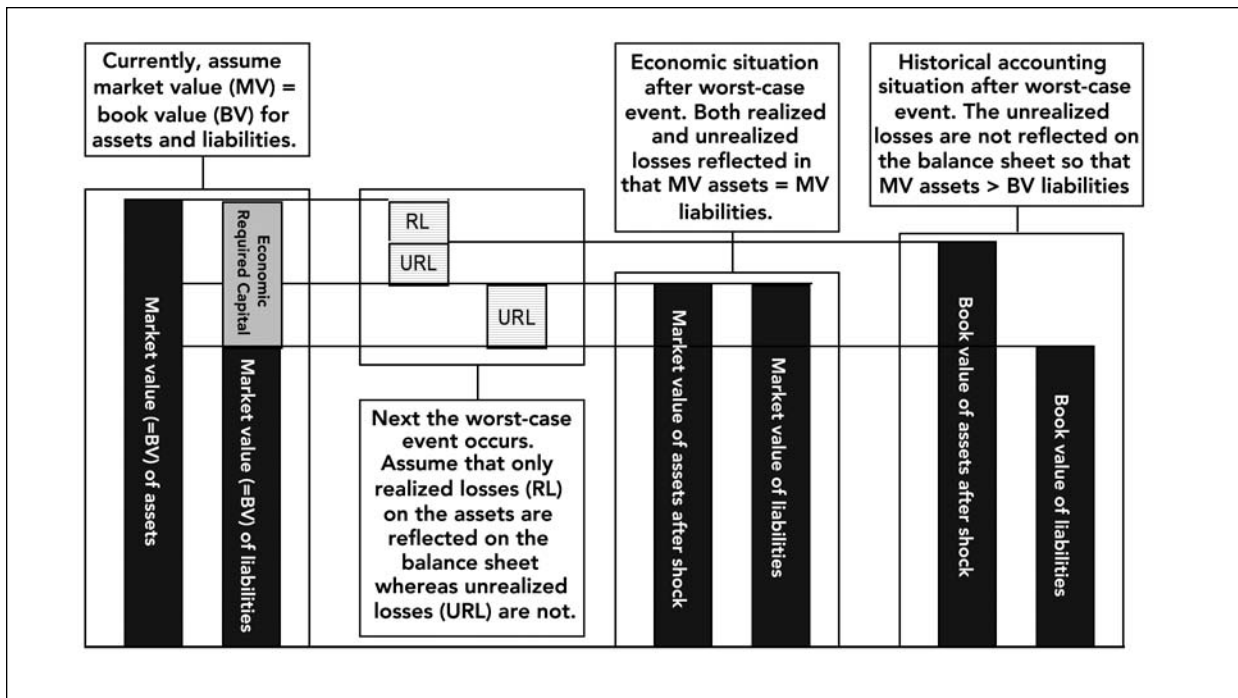 Currently, assume
market value (MV) =
book value (BV) for
assets and liabilities.
Economic situation
after worst-case
event. Both realized
and unrealized
losses reflected in
that MV assets = MV
liabilities.
Historical accounting
situation after worst-case
event. The unrealized
losses are not reflected on
the balance sheet so that
MV assets > BV liabilities
Market value (=BV) of assets
Economic
Required Capital
Market value (=BV) of liabilities
RL
URL
URL
Next the worst-case
event occurs.
Assume that only
realized losses (RL)
on the assets are
reflected on the
balance sheet
whereas unrealized
losses (URL) are not.
Market value of assets after shock
Market value of liabilities
Book value of assets after shock
Book value of liabilities